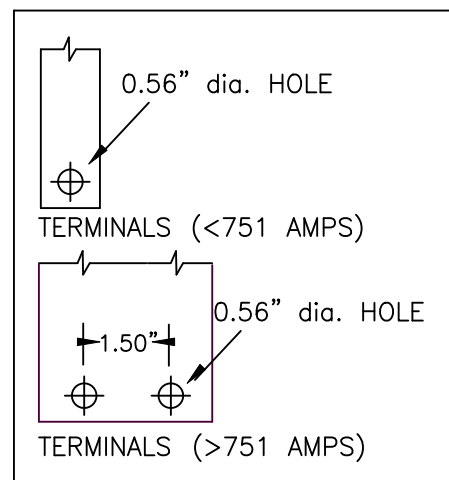 0.56” dia. HOLE
TERMINALS (<751 AMPS)
0.56” dia. HOLE
1.50”
TERMINALS (>751 AMPS)